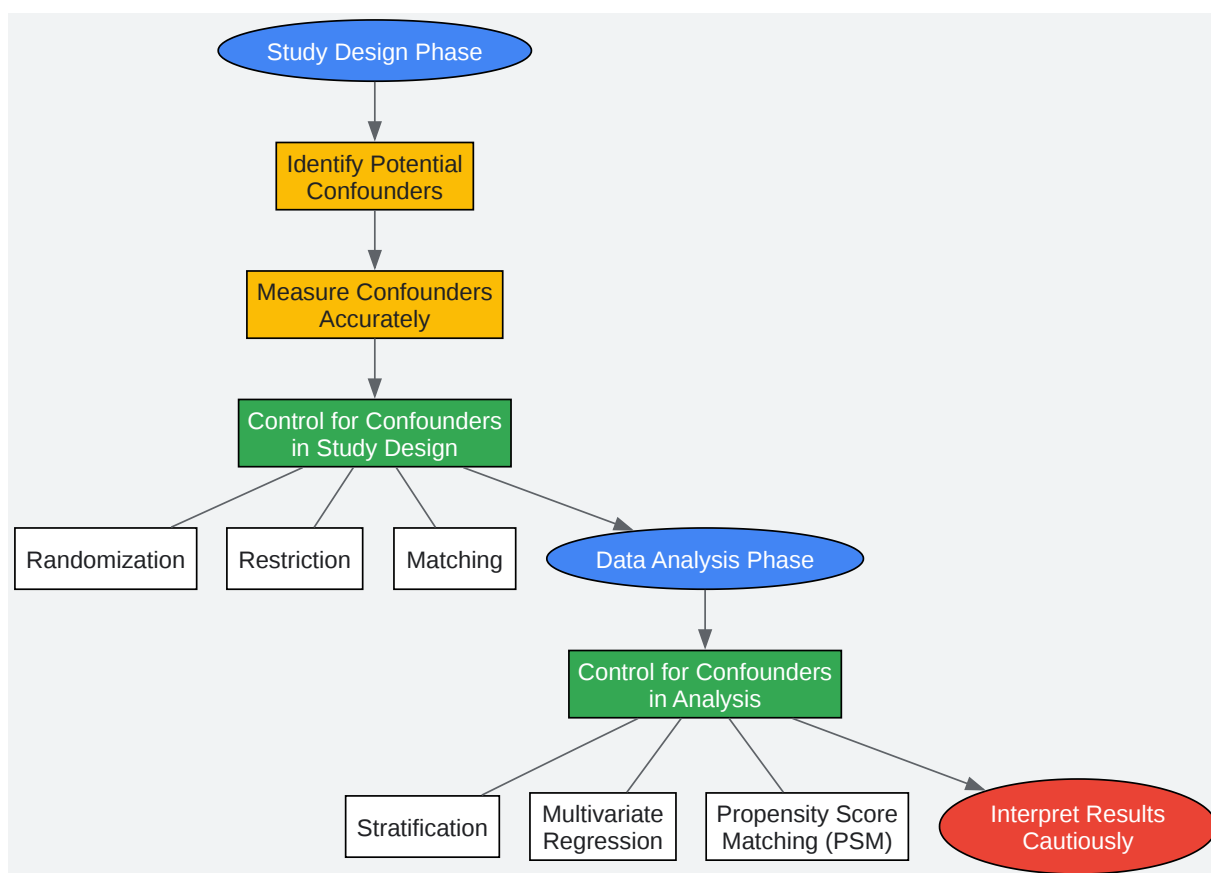 Study Design Phase
Identify Potential
Confounders
Measure Confounders
Accurately
Control for Confounders
in Study Design
Randomization
Restriction
Matching
Data Analysis Phase
Control for Confounders
in Analysis
Stratification
Multivariate
Regression
Propensity Score
Matching (PSM)
Interpret Results
Cautiously